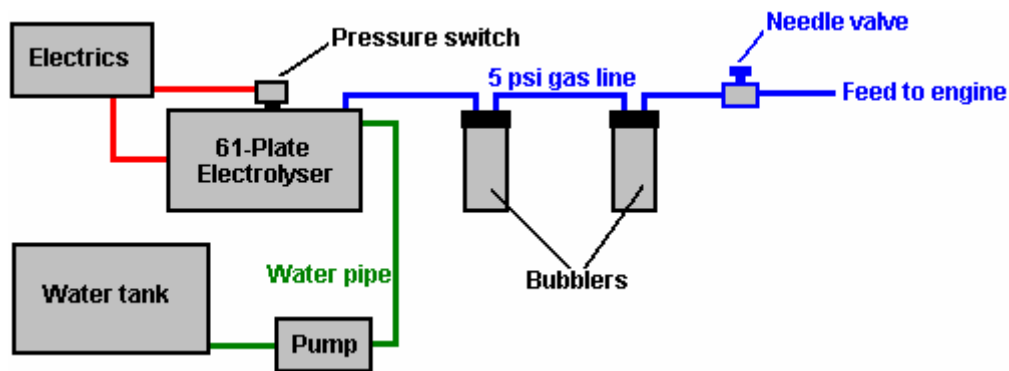 Needle valve
Pressure switch
Electrics
5 psi gas line
Feed to engine
61-Plate
Electrolyser
Water pipe
Bubblers
Water tank
Pump